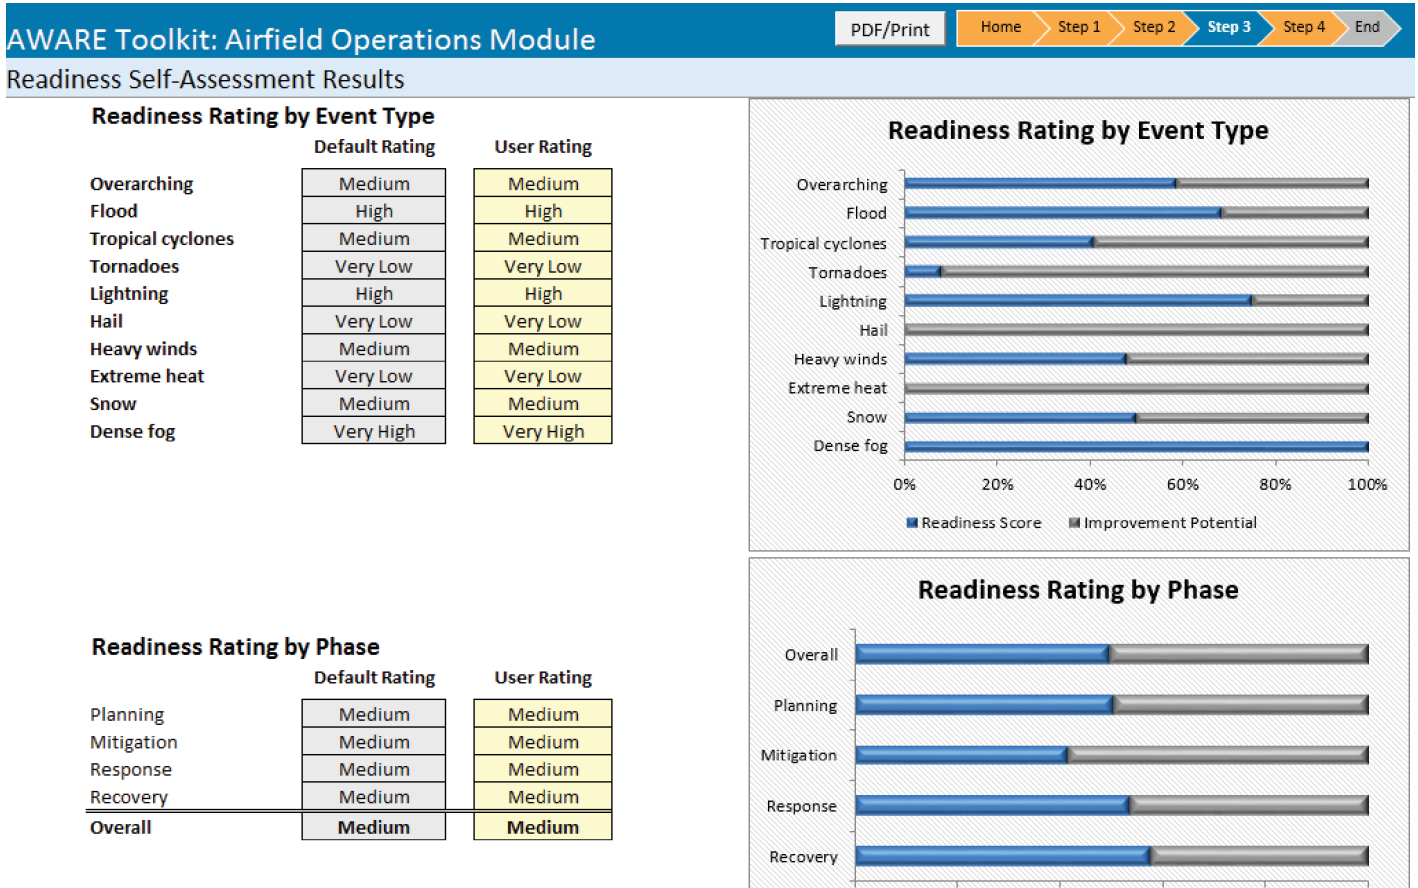 AWARE Toolkit: Airfield Operations Module
PDF/Print
Home Step 1 Step 2 Step 3 Step 4 End
Readiness Self-Assessment Results
Readiness Rating by Event Type
Default Rating User Rating
Overarching Medium Medium
Flood High High
Tropical cyclones Medium Medium
Tornadoes Very Low Very Low
Lightning High High
Hail Very Low Very Low
Heavy winds Medium Medium
Extreme heat Very Low Very Low
Snow Medium Medium
Dense fog Very High Very High
Readiness Rating by Event Type
Overarching
Flood
Tropical cyclones
Tornadoes
Lightning
Hail
Heavy winds
Extreme heat
Snow
Dense fog
0% 20% 40% 60% 80% 100%
Readiness Score Improvement Potential
Readiness Rating by Phase
Default Rating User Rating
Planning Medium Medium
Mitigation Medium Medium
Response Medium Medium
Recovery Medium Medium
Overall Medium Medium
Readiness Rating by Phase
Overall
Planning
Mitigation
Response
Recovery